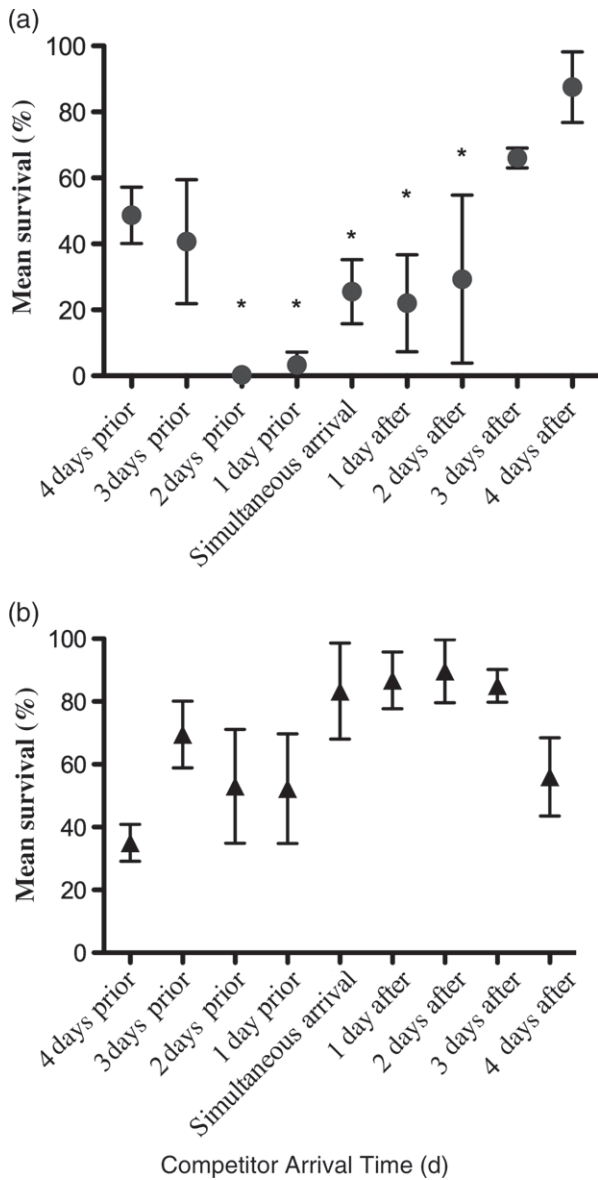 (a)
100
80
60
40
20
0
Mean survival (%)
* * * * *
4 days prior
3 days prior
2 days prior
1 day prior
Simultaneous arrival
1 day after
2 days after
3 days after
4 days after
(b)
100
80
60
40
20
0
Mean survival (%)
4 days prior
3days prior
2 days prior
1 day prior
Simultaneous arrival
1 day after
2 days after
3 days after
4 days after
Competitor Arrival Time (d)